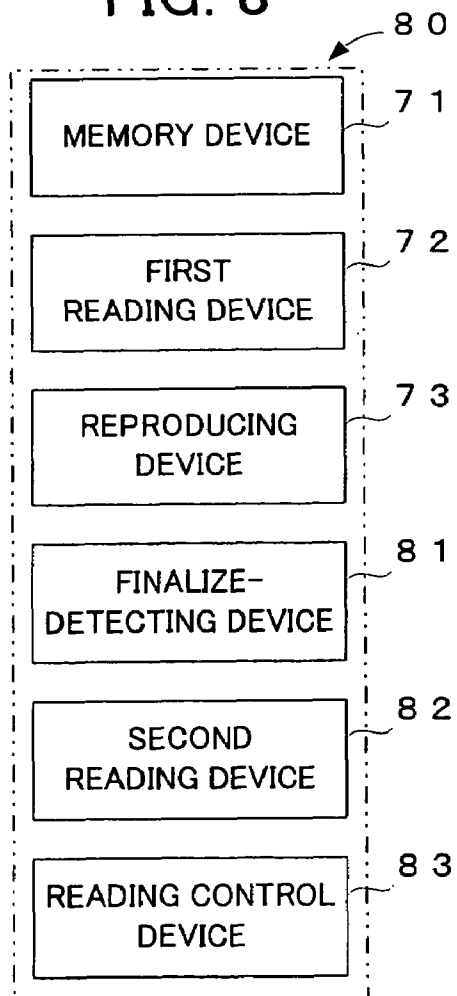 80
MEMORY DEVICE
71
FIRST
READING DEVICE
72
REPRODUCING
DEVICE
73
FINALIZE-
DETECTING DEVICE
81
SECOND
READING DEVICE
82
READING CONTROL
DEVICE
83